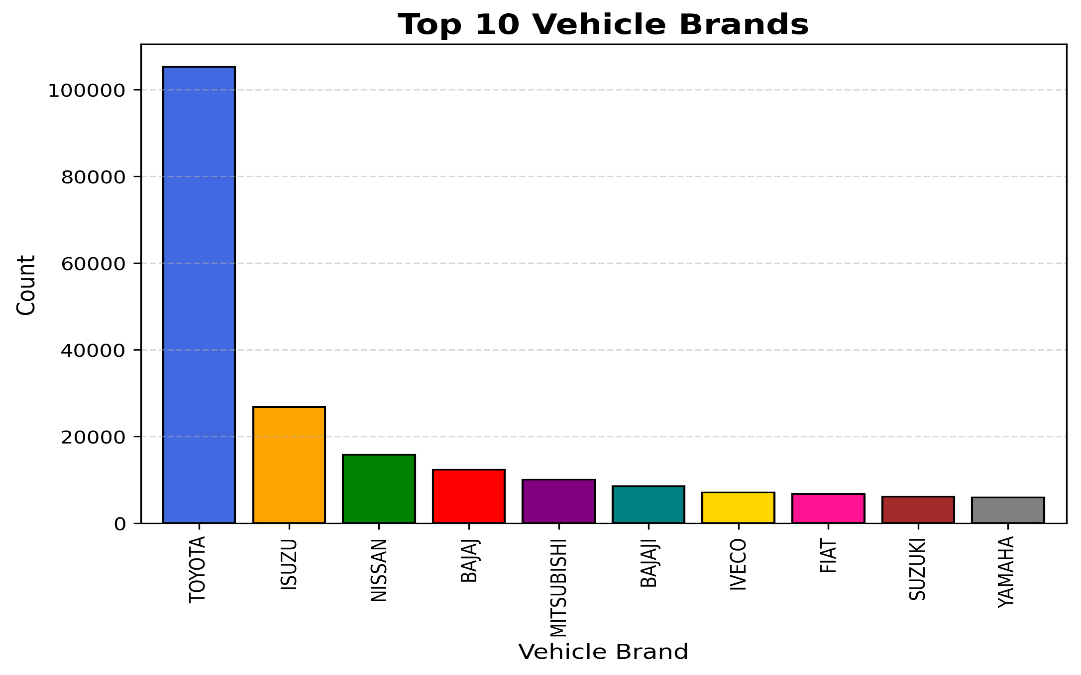 Top 10 Vehicle Brands
Count
100000
80000
60000
40000
20000
0
TOYOTA
ISUZU
NISSAN
BAJAJ
MITSUBISHI
BAJAJI
IVECO
FIAT
SUZUKI
YAMAHA
Vehicle Brand